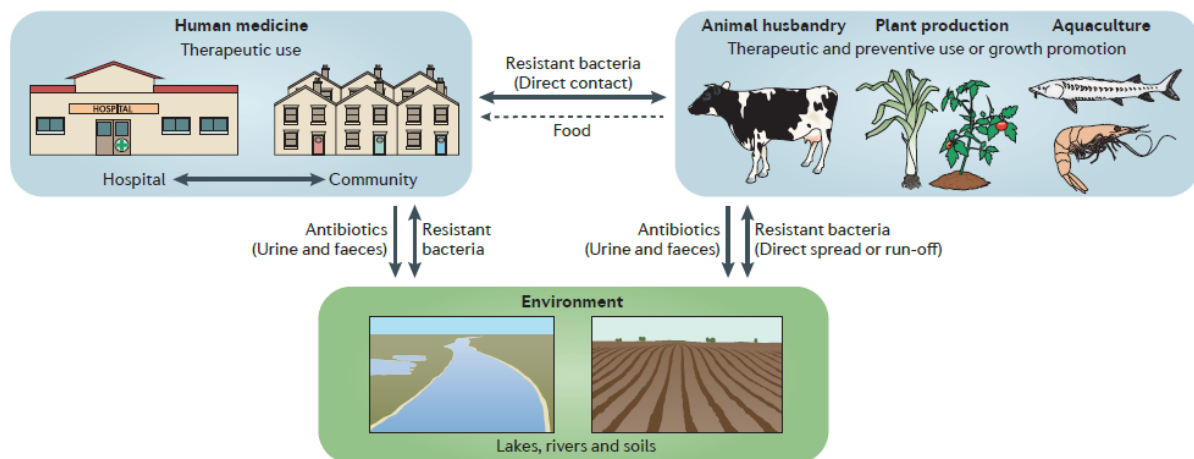 Human medicine
Therapeutic use
HOSPITAL
Hospital
Community
Resistant bacteria
(Direct contact)
Food
Animal husbandry
Plant production
Aquaculture
Therapeutic and preventive use or growth promotion
Antibiotics
(Urine and faeces)
Resistant
bacteria
Antibiotics
(Urine and faeces)
Resistant bacteria
(Direct spread or run-off)
Environment
Lakes, rivers and soils